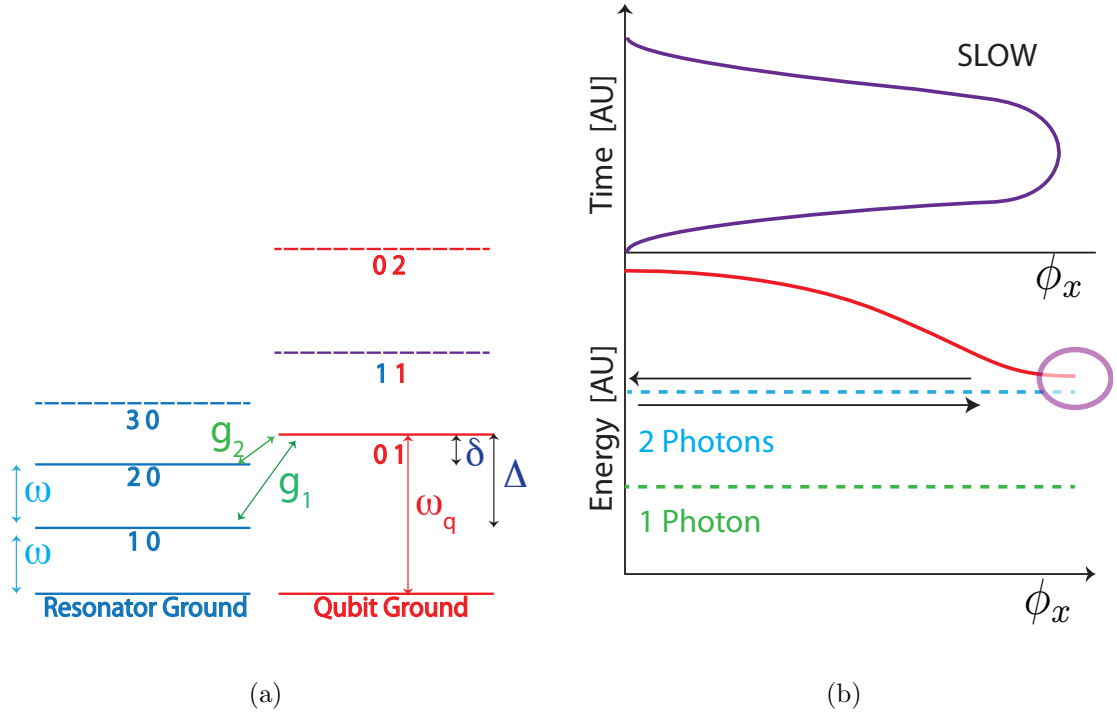 0 2
1 1
3 0
g2
0 1
δ
2 0
ω
g1
Δ
ωq
1 0
ω
Resonator Ground
Qubit Ground
(a)
Time [AU]
SLOW
ϕx
Energy [AU]
2 Photons
1 Photon
ϕx
(b)